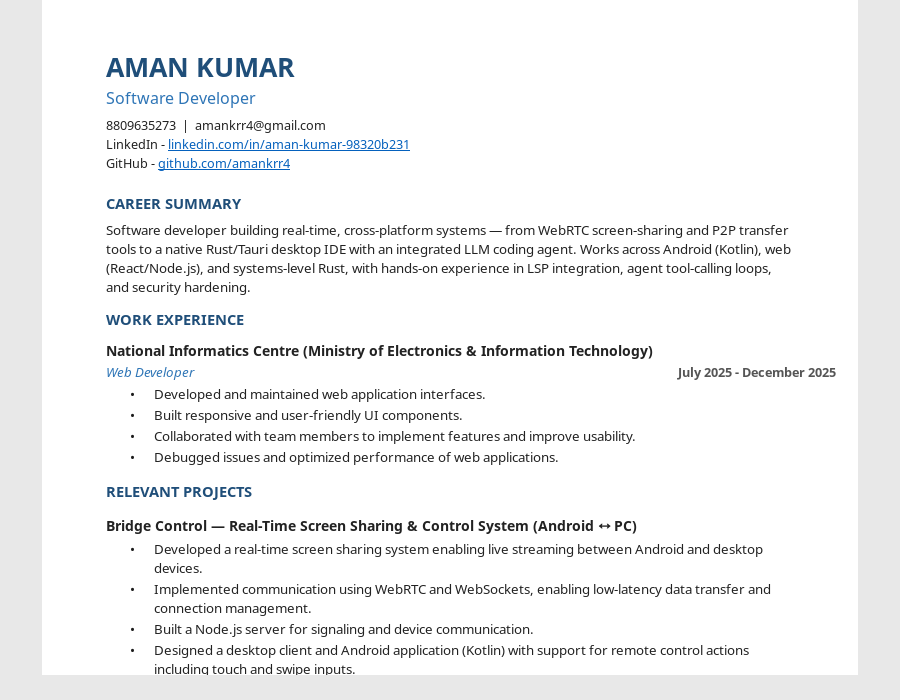 AMAN KUMAR
Software Developer
8809635273 | amankrr4@gmail.com
LinkedIn - linkedin.com/in/aman-kumar-98320b231
GitHub - github.com/amankrr4
CAREER SUMMARY
Software developer building real-time, cross-platform systems — from WebRTC screen-sharing and P2P transfer
tools to a native Rust/Tauri desktop IDE with an integrated LLM coding agent. Works across Android (Kotlin), web
(React/Node.js), and systems-level Rust, with hands-on experience in LSP integration, agent tool-calling loops,
and security hardening.
WORK EXPERIENCE
National Informatics Centre (Ministry of Electronics & Information Technology)
Web Developer July 2025 - December 2025
• Developed and maintained web application interfaces.
• Built responsive and user-friendly UI components.
• Collaborated with team members to implement features and improve usability.
• Debugged issues and optimized performance of web applications.
RELEVANT PROJECTS
Bridge Control — Real-Time Screen Sharing & Control System (Android ↔ PC)
• Developed a real-time screen sharing system enabling live streaming between Android and desktop
devices.
• Implemented communication using WebRTC and WebSockets, enabling low-latency data transfer and
connection management.
• Built a Node.js server for signaling and device communication.
• Designed a desktop client and Android application (Kotlin) with support for remote control actions
including touch and swipe inputs.